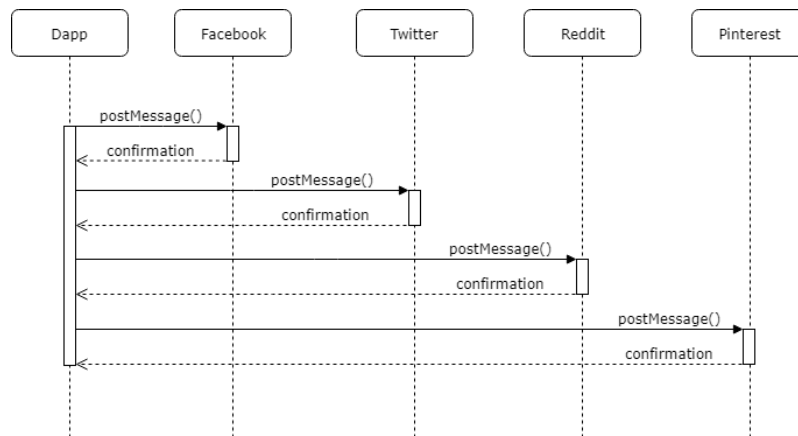 Dapp Facebook Twitter Reddit Pinterest
postMessage()
confirmation
postMessage()
confirmation
postMessage()
confirmation
postMessage()
confirmation